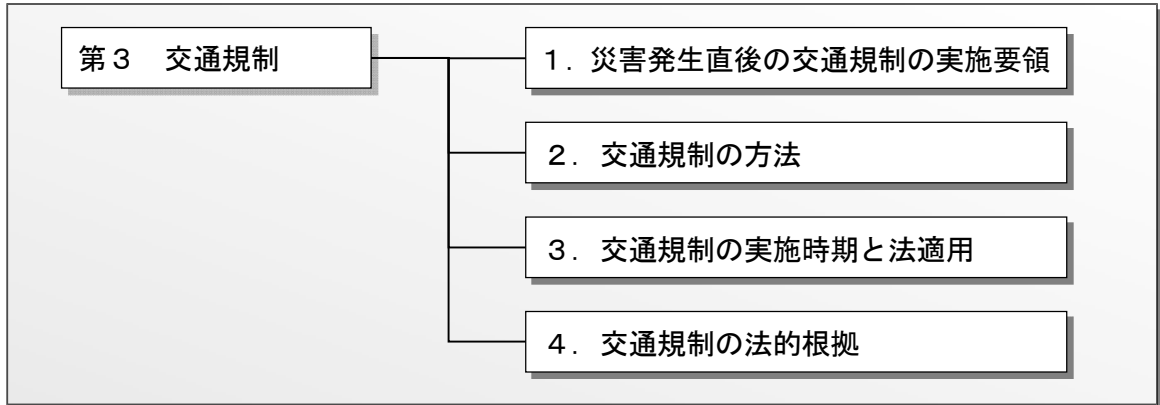 第３　交通規制
１．災害発生直後の交通規制の実施要領
２．交通規制の方法
３．交通規制の実施時期と法適用
４．交通規制の法的根拠